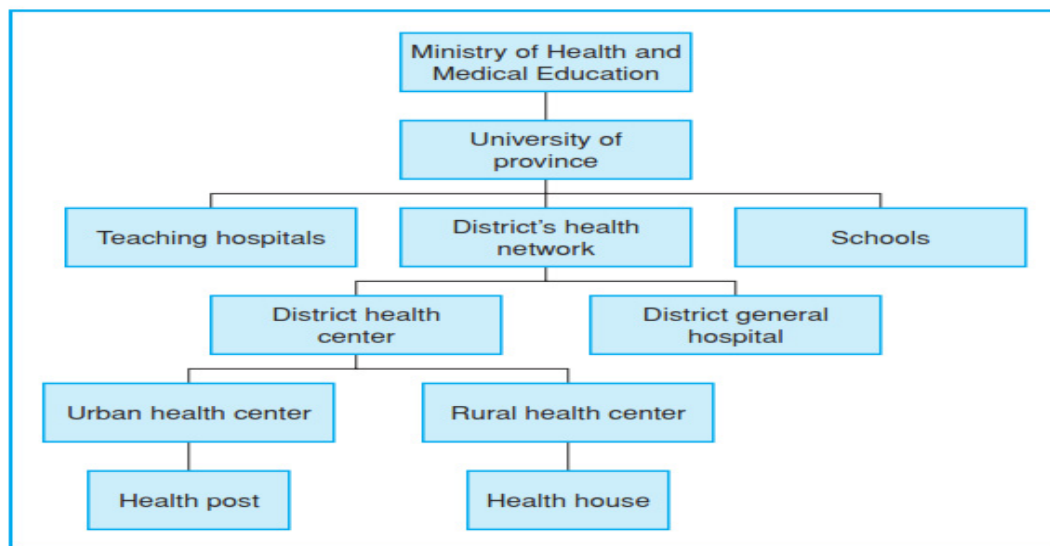 Ministry of Health and
Medical Education
University of
province
Teaching hospitals
District's health
network
Schools
District health
center
District general
hospital
Urban health center
Rural health center
Health post
Health house